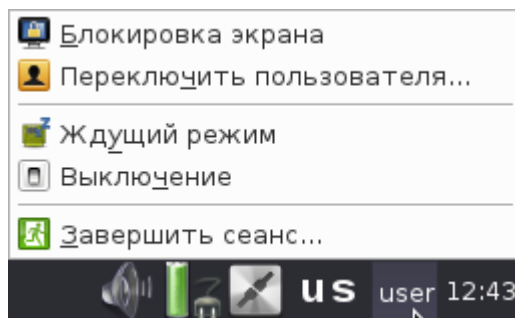 Блокировка экрана
Переключить пользователя...
Ждущий режим
Выключение
Завершить сеанс...
us user 12:43